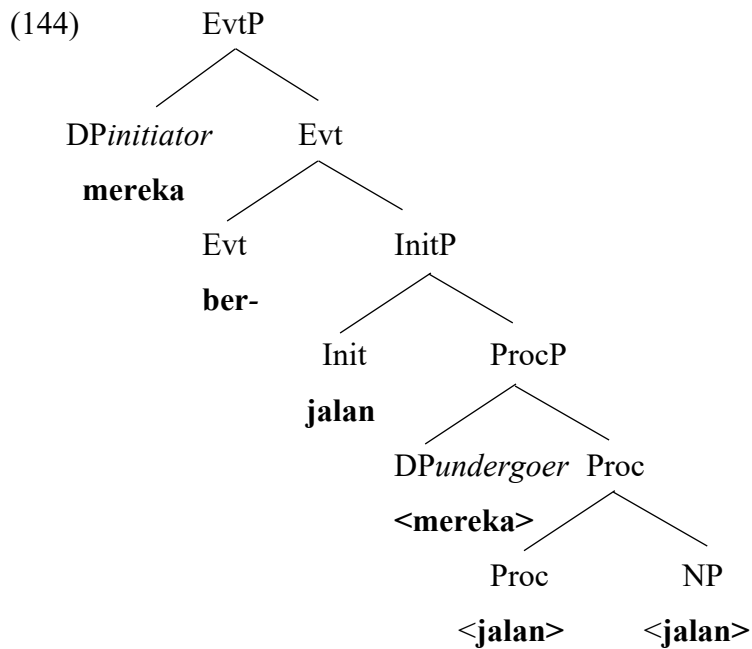 (144) EvtP
DPinitiator Evt
mereka
Evt InitP
ber-
Init ProcP
jalan
DPundergoer Proc
<mereka>
Proc NP
<jalan> <jalan>